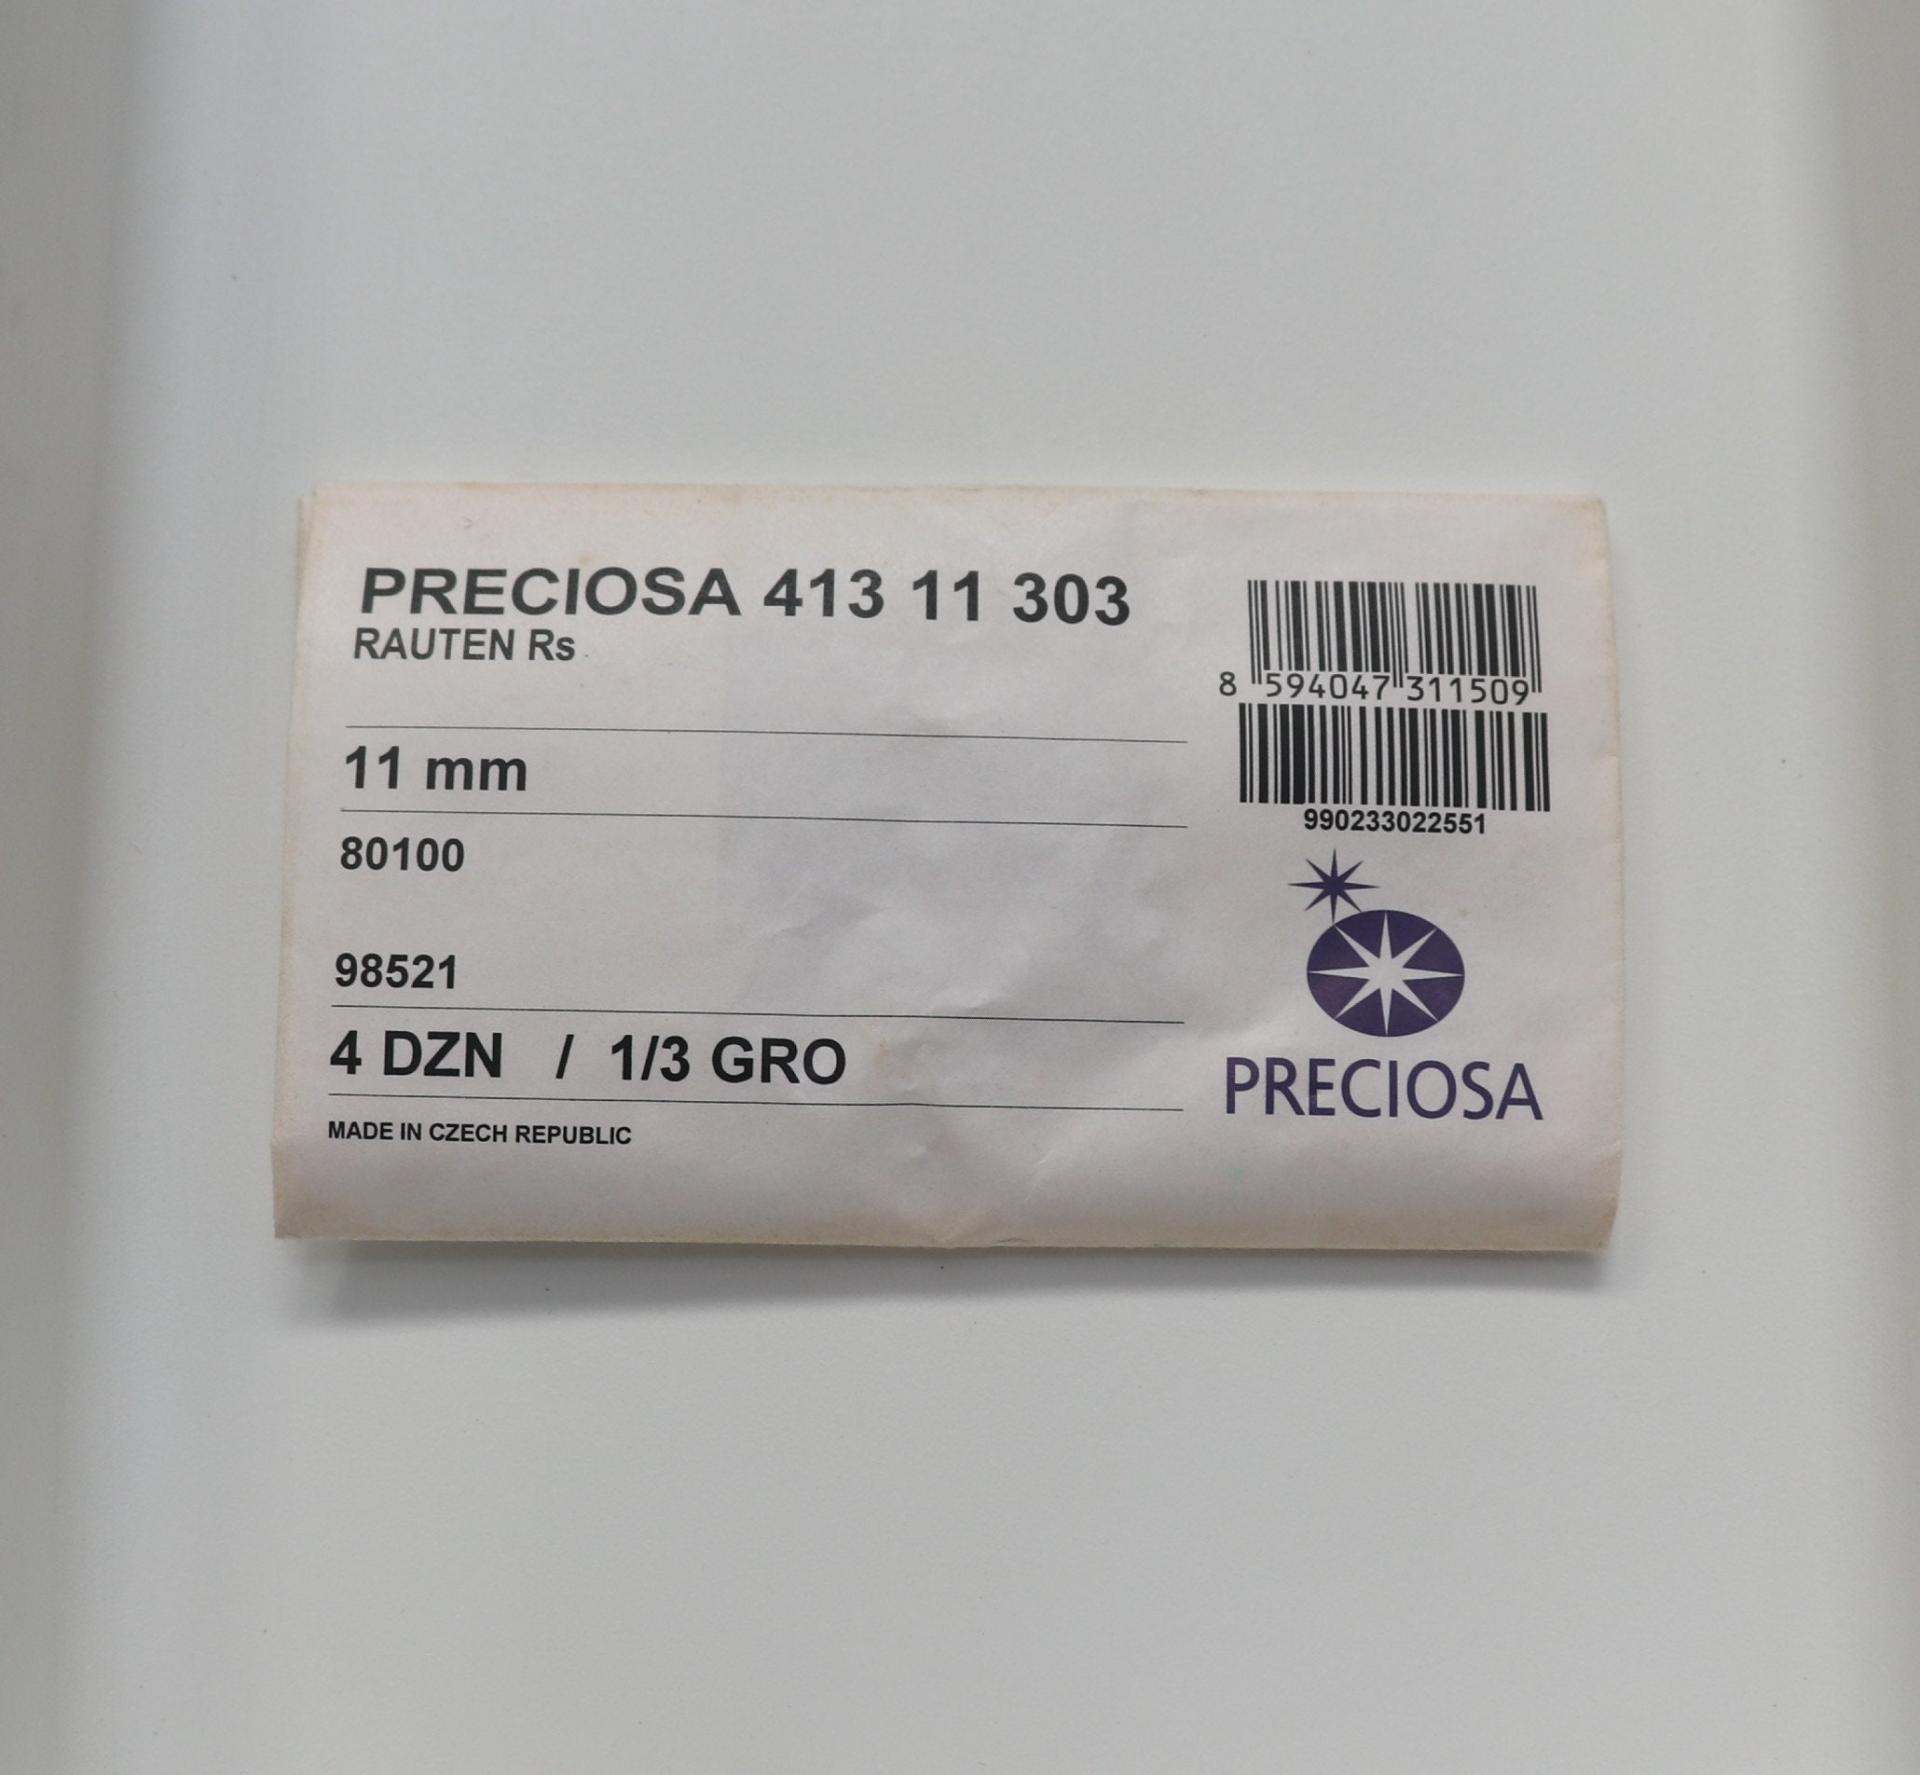 PRECIOSA 413 11 303
RAUTEN Rs
11 mm
80100
98521
4 DZN / 1/3 GRO
MADE IN CZECH REPUBLIC
8 594047 311509
990233022551
PRECIOSA